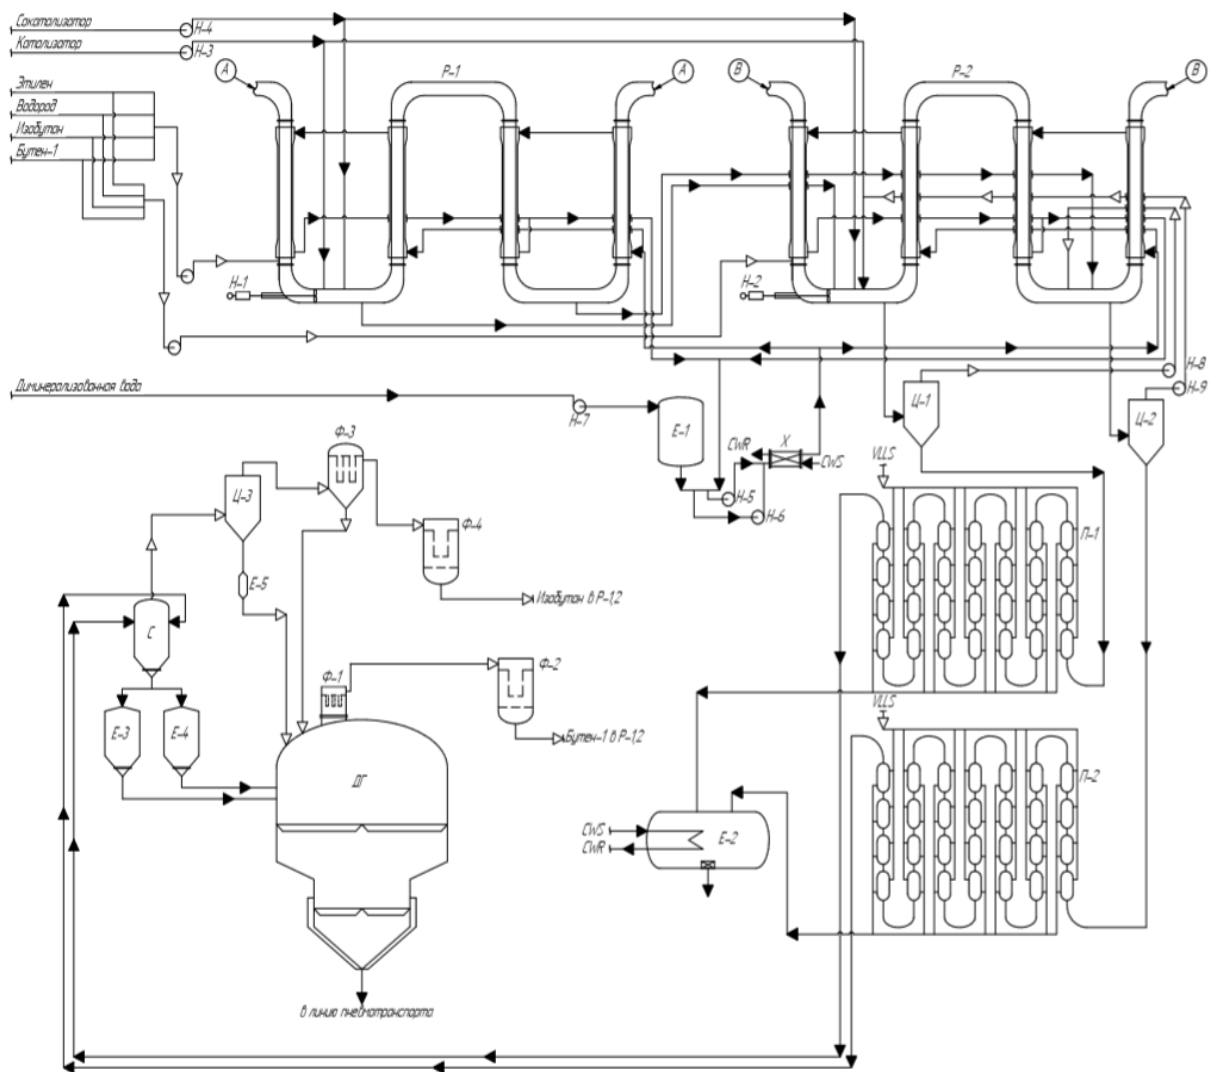 Сокатализатор
Н-4
Катализатор
Н-3
Этилен
Водород
Изобутан
Бутен-1
А
Р-1
А
В
Р-2
В
Н-1
Н-2
Диминерализованная вода
Н-7
Е-1
CWR
Х
CWS
Н-5
Н-6
Ц-1
Н-8
Н-9
Ц-2
VLLS
П-1
Ф-3
Ц-3
Ф-4
Е-5
Изобутан в Р-1,2
С
Ф-1
Ф-2
Е-3
Е-4
Бутен-1 в Р-1,2
ДГ
VLLS
П-2
CWS
CWR
Е-2
в линию пневмотранспорта